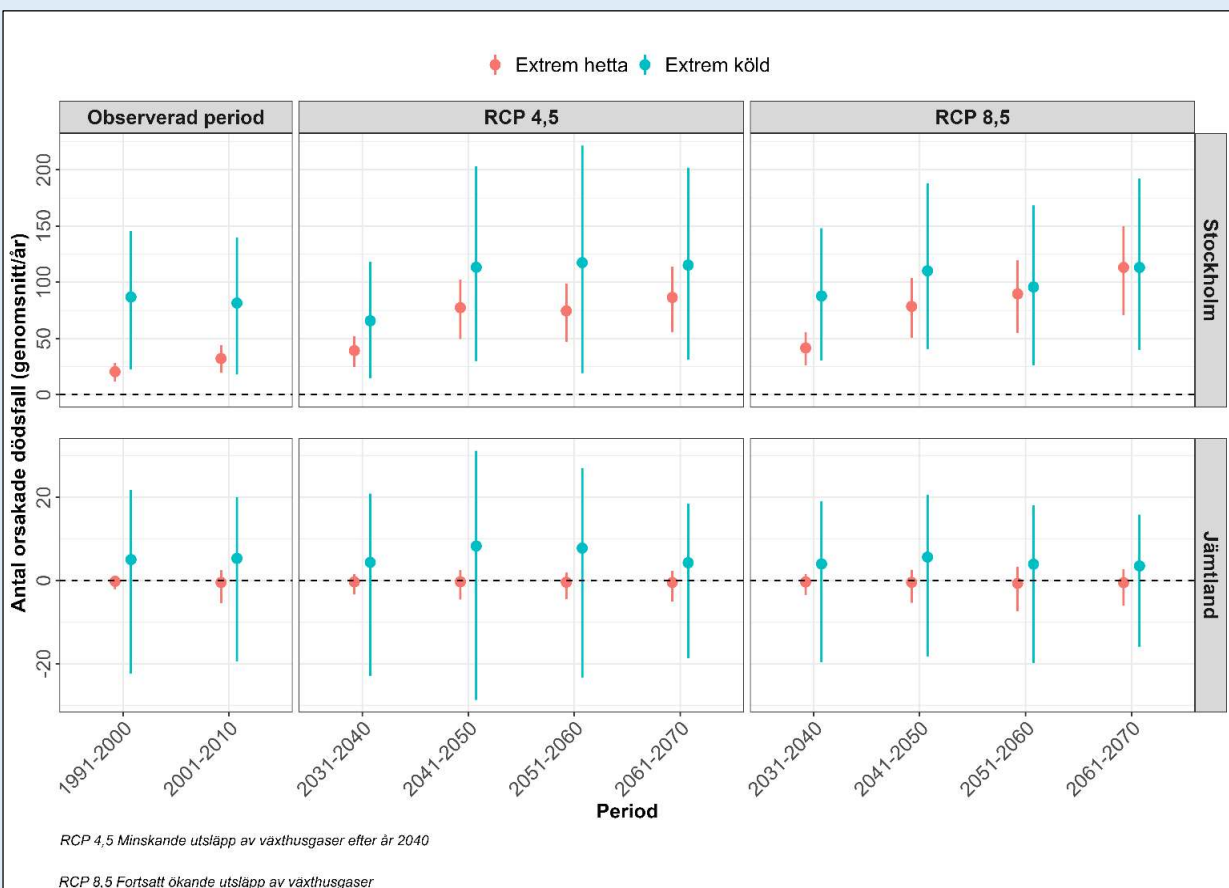 Extrem hetta Extrem köld
Observerad period
RCP 4,5
RCP 8,5
Antal orsakade dödsfall (genomsnitt/år)
200
150
100
50
0
Stockholm
20
0
-20
Jämtland
1991-2000
2001-2010
2031-2040
2041-2050
2051-2060
2061-2070
2031-2040
2041-2050
2051-2060
2061-2070
Period
RCP 4,5 Minskande utsläpp av växthusgaser efter år 2040
RCP 8,5 Fortsatt ökande utsläpp av växthusgaser